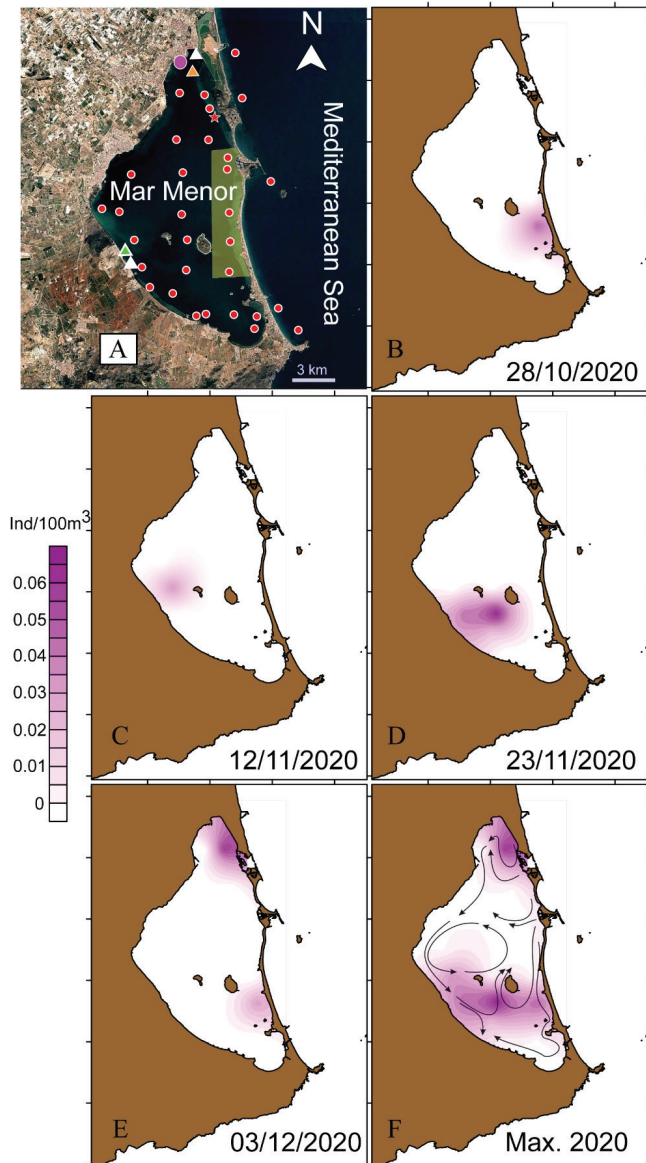 N
Mediterranean Sea
Mar Menor
A
3 km
B
28/10/2020
Ind/100m³
0.06
0.05
0.04
0.03
0.02
0.01
0
C
12/11/2020
D
23/11/2020
E
03/12/2020
F
Max. 2020